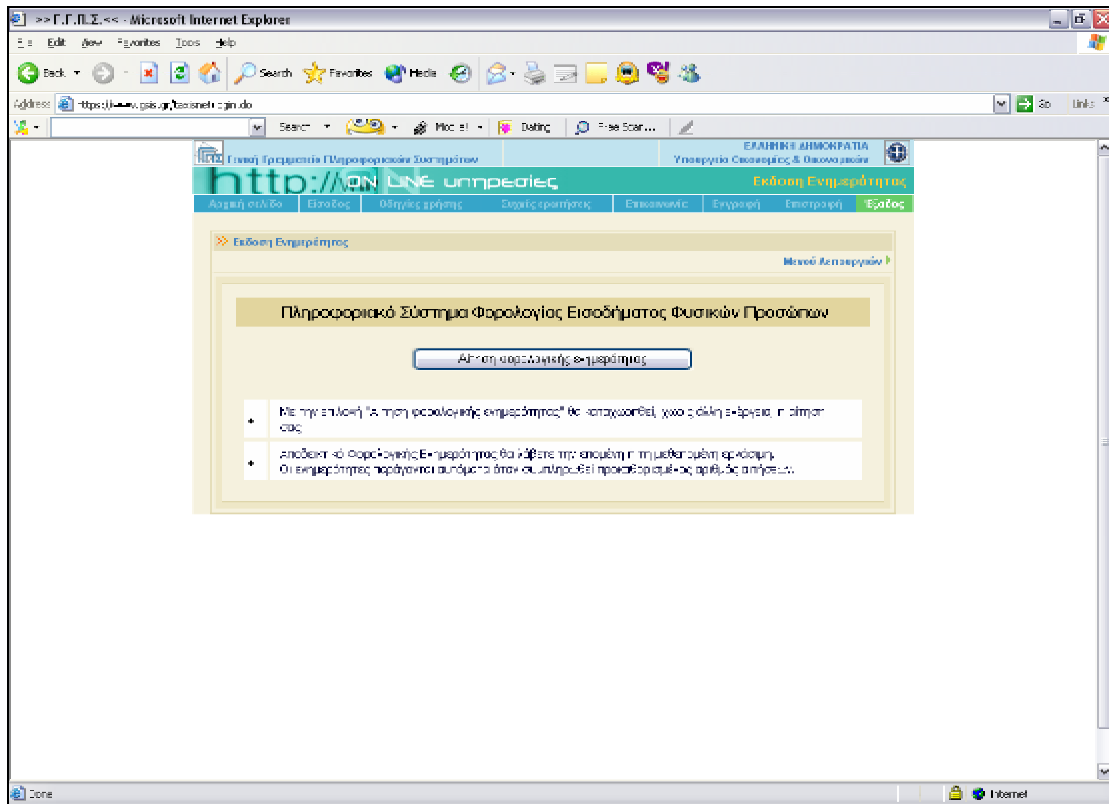 >> Γ.Γ.Π.Σ.<< - Microsoft Internet Explorer
Edit View Favorites Tools Help
Back Search Favorites Media
Address Links
Search Dating
Γενική Γραμματεία Πληροφοριακών Συστημάτων
ΕΛΛΗΝΙΚΗ ΔΗΜΟΚΡΑΤΙΑ
Υπουργείο Οικονομίας & Οικονομικών
http://www
ON LINE υπηρεσίες
Εκδοση Ενημερότητας
Αρχική σελίδα Είσοδος Οδηγίες χρήσης Συχνές ερωτήσεις Επικοινωνία Εγγραφή Επιστροφή Έξοδος
Εκδοση Ενημερότητας
Μενού Λειτουργιών
Πληροφοριακό Σύστημα Φορολογίας Εισοδήματος Φυσικών Προσώπων
Αίτηση φορολογικής ενημερότητας
Με την επιλογή "Αίτηση φορολογικής ενημερότητας" θα καταχωρηθεί, χωρίς άλλη ενέργεια, η αίτηση
σας
Αποδεικτικό Φορολογικής Ενημερότητας θα λάβετε την επομένη ή τη μεθεπομένη εργάσιμη.
Οι ενημερότητες παράγονται αυτόματα όταν συμπληρωθεί προκαθορισμένος αριθμός αιτήσεων.
Done Internet